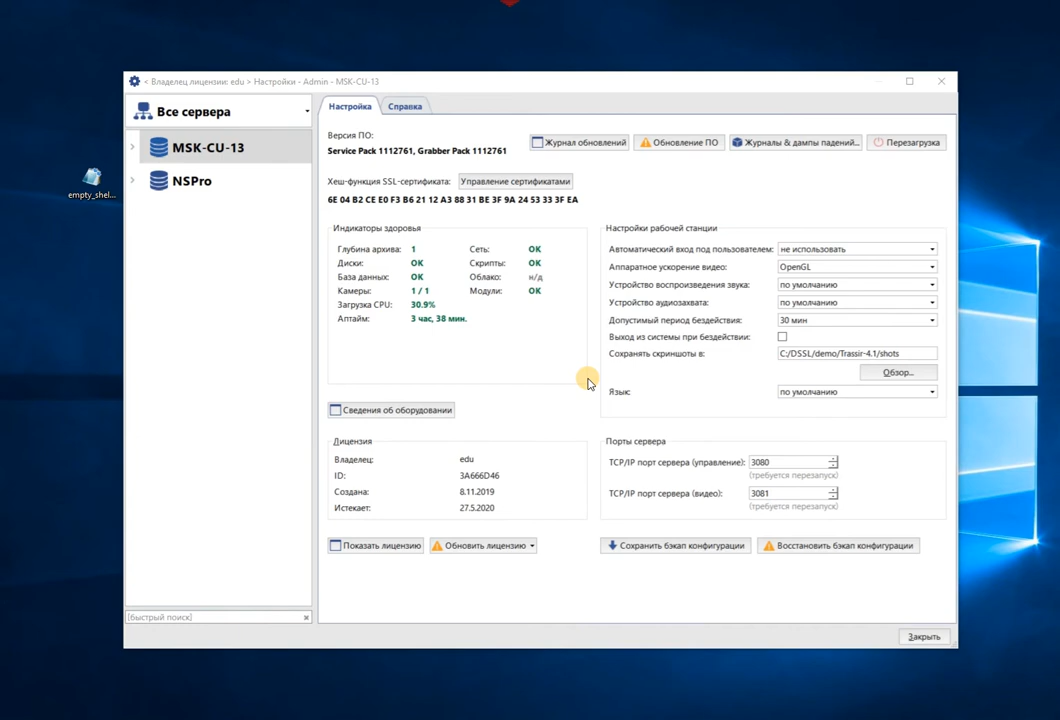 < Владелец лицензии: edu > Настройки - Admin - MSK-CU-13
Все сервера
MSK-CU-13
NSPro
[быстрый поиск]
empty_shel...
Настройка
Справка
Версия ПО:
Service Pack 1112761, Grabber Pack 1112761
Журнал обновлений
Обновление ПО
Журналы & дампы падений...
Перезагрузка
Хеш-функция SSL-сертификата:
Управление сертификатами
6E 04 B2 CE E0 F3 B6 21 12 A3 88 31 BE 3F 9A 24 53 33 3F EA
Индикаторы здоровья
Глубина архива: 1
Сеть: OK
Диски: OK
Скрипты: OK
База данных: OK
Облако: н/д
Камеры: 1 / 1
Модули: OK
Загрузка CPU: 30.9%
Аптайм: 3 час, 38 мин.
Сведения об оборудовании
Настройки рабочей станции
Автоматический вход под пользователем: не использовать
Аппаратное ускорение видео: OpenGL
Устройство воспроизведения звука: по умолчанию
Устройство аудиозахвата: по умолчанию
Допустимый период бездействия: 30 мин
Выход из системы при бездействии:
Сохранять скриншоты в: C:/DSSL/demo/Trassir-4.1/shots
Обзор...
Язык: по умолчанию
Лицензия
Владелец: edu
ID: 3A666D46
Создана: 8.11.2019
Истекает: 27.5.2020
Показать лицензию
Обновить лицензию
Порты сервера
TCP/IP порт сервера (управление): 3080
(требуется перезапуск)
TCP/IP порт сервера (видео): 3081
(требуется перезапуск)
Сохранить бэкап конфигурации
Восстановить бэкап конфигурации
Закрыть